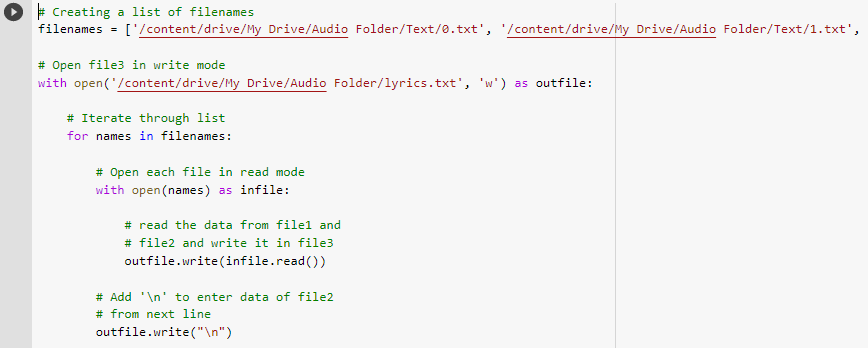 # Creating a list of filenames
filenames = ['/content/drive/My Drive/Audio Folder/Text/0.txt', '/content/drive/My Drive/Audio Folder/Text/1.txt',
# Open file3 in write mode
with open('/content/drive/My Drive/Audio Folder/lyrics.txt', 'w') as outfile:
# Iterate through list
for names in filenames:
# Open each file in read mode
with open(names) as infile:
# read the data from file1 and
# file2 and write it in file3
outfile.write(infile.read())
# Add '\n' to enter data of file2
# from next line
outfile.write("\n")